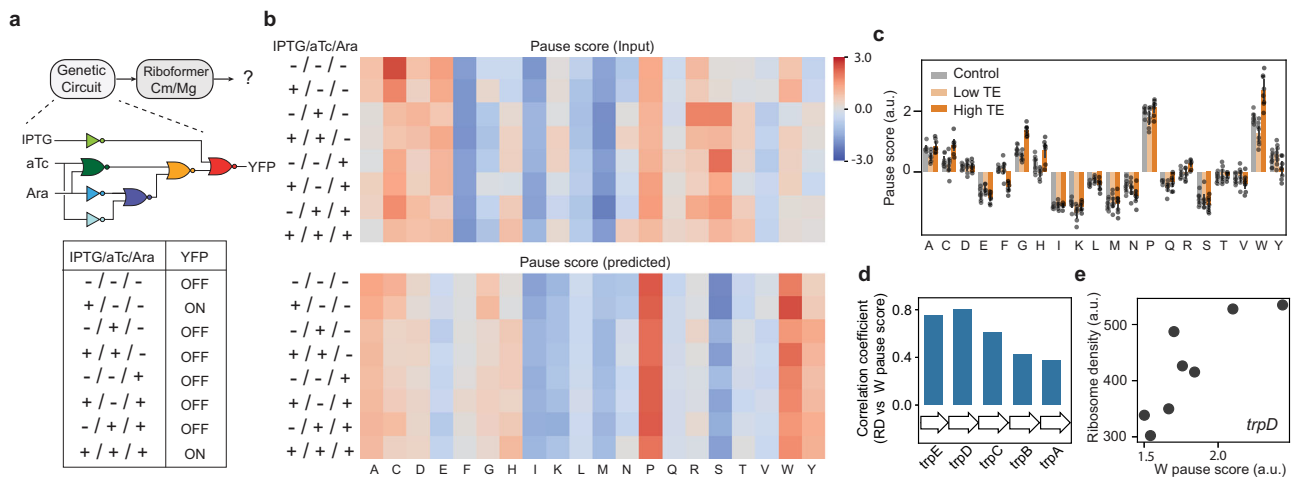 a
Genetic
Circuit
Riboformer
Cm/Mg
?
IPTG
aTc
Ara
YFP
IPTG/aTc/Ara YFP
- / - / - OFF
+ / - / - ON
- / + / - OFF
+ / + / - OFF
- / - / + OFF
+ / - / + OFF
- / + / + OFF
+ / + / + ON
b
IPTG/aTc/Ara Pause score (Input)
- / - / -
+ / - / -
- / + / -
+ / + / -
- / - / +
+ / - / +
- / + / +
+ / + / +
3.0
0.0
-3.0
Pause score (predicted)
- / - / -
+ / - / -
- / + / -
+ / + / -
- / - / +
+ / - / +
- / + / +
+ / + / +
A C D E F G H I K L M N P Q R S T V W Y
c
Control
Low TE
High TE
Pause score (a.u.)
2
0
A C D E F G H I K L M N P Q R S T V W Y
d
Correlation coefficient
(RD vs W pause score)
0.8
0.4
0.0
trpE trpD trpC trpB trpA
e
Ribosome density (a.u.)
500
400
300
trpD
1.5 2.0
W pause score (a.u.)